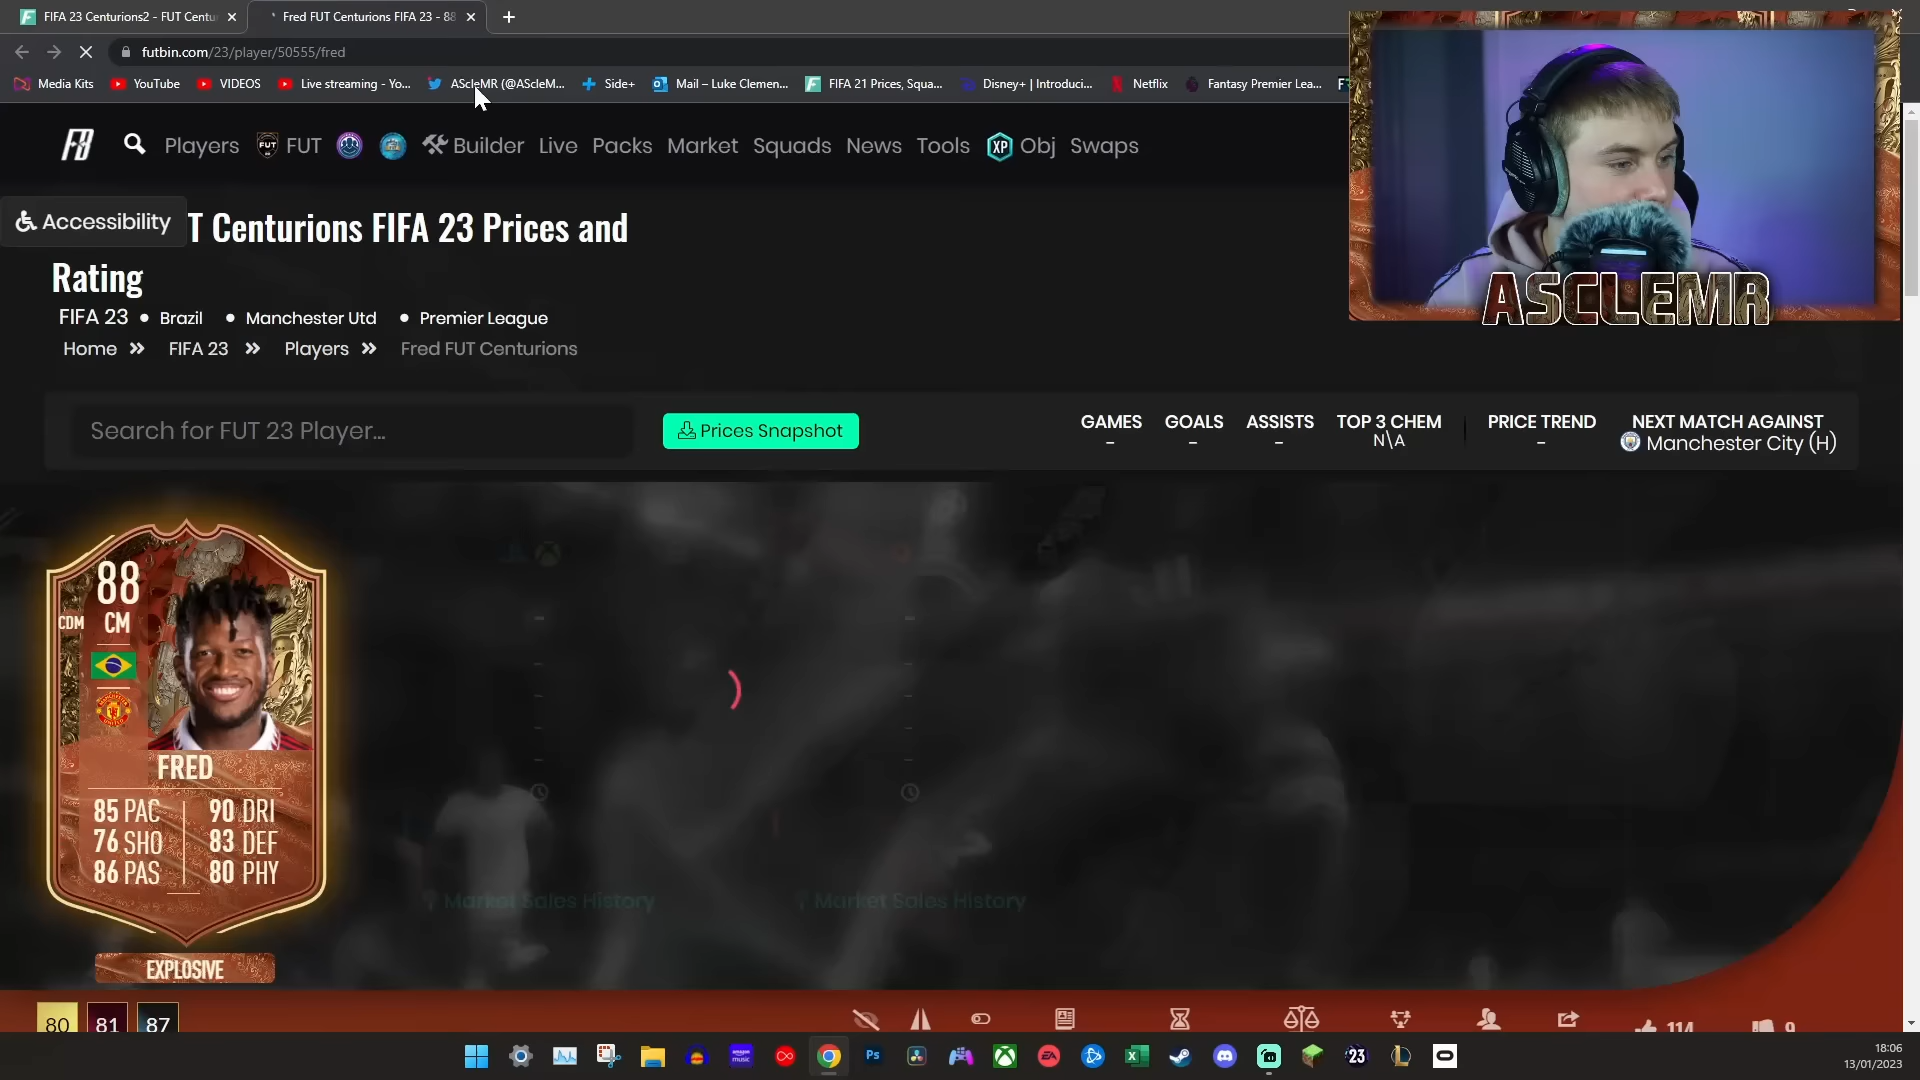 FIFA 23 Centurions2 - FUT Centu
Fred FUT Centurions FIFA 23 - 88
futbin.com/23/player/50555/fred
Media Kits
YouTube
VIDEOS
Live streaming - Yo...
AScleMR (@AScleM...
Side+
Mail – Luke Clemen...
FIFA 21 Prices, Squa...
Disney+ | Introduci...
Netflix
Fantasy Premier Lea...
Players
FUT
Builder
Live
Packs
Market
Squads
News
Tools
XP Obj
Swaps
Accessibility
T Centurions FIFA 23 Prices and
Rating
FIFA 23 • Brazil • Manchester Utd • Premier League
Home » FIFA 23 » Players » Fred FUT Centurions
ASCLEMR
Search for FUT 23 Player...
Prices Snapshot
GAMES
-
GOALS
-
ASSISTS
-
TOP 3 CHEM
N\A
PRICE TREND
-
NEXT MATCH AGAINST
Manchester City (H)
88
CDM CM
FRED
85 PAC 90 DRI
76 SHO 83 DEF
86 PAS 80 PHY
EXPLOSIVE
Market Sales History
Market Sales History
80 81 87
114
9
18:06
13/01/2023